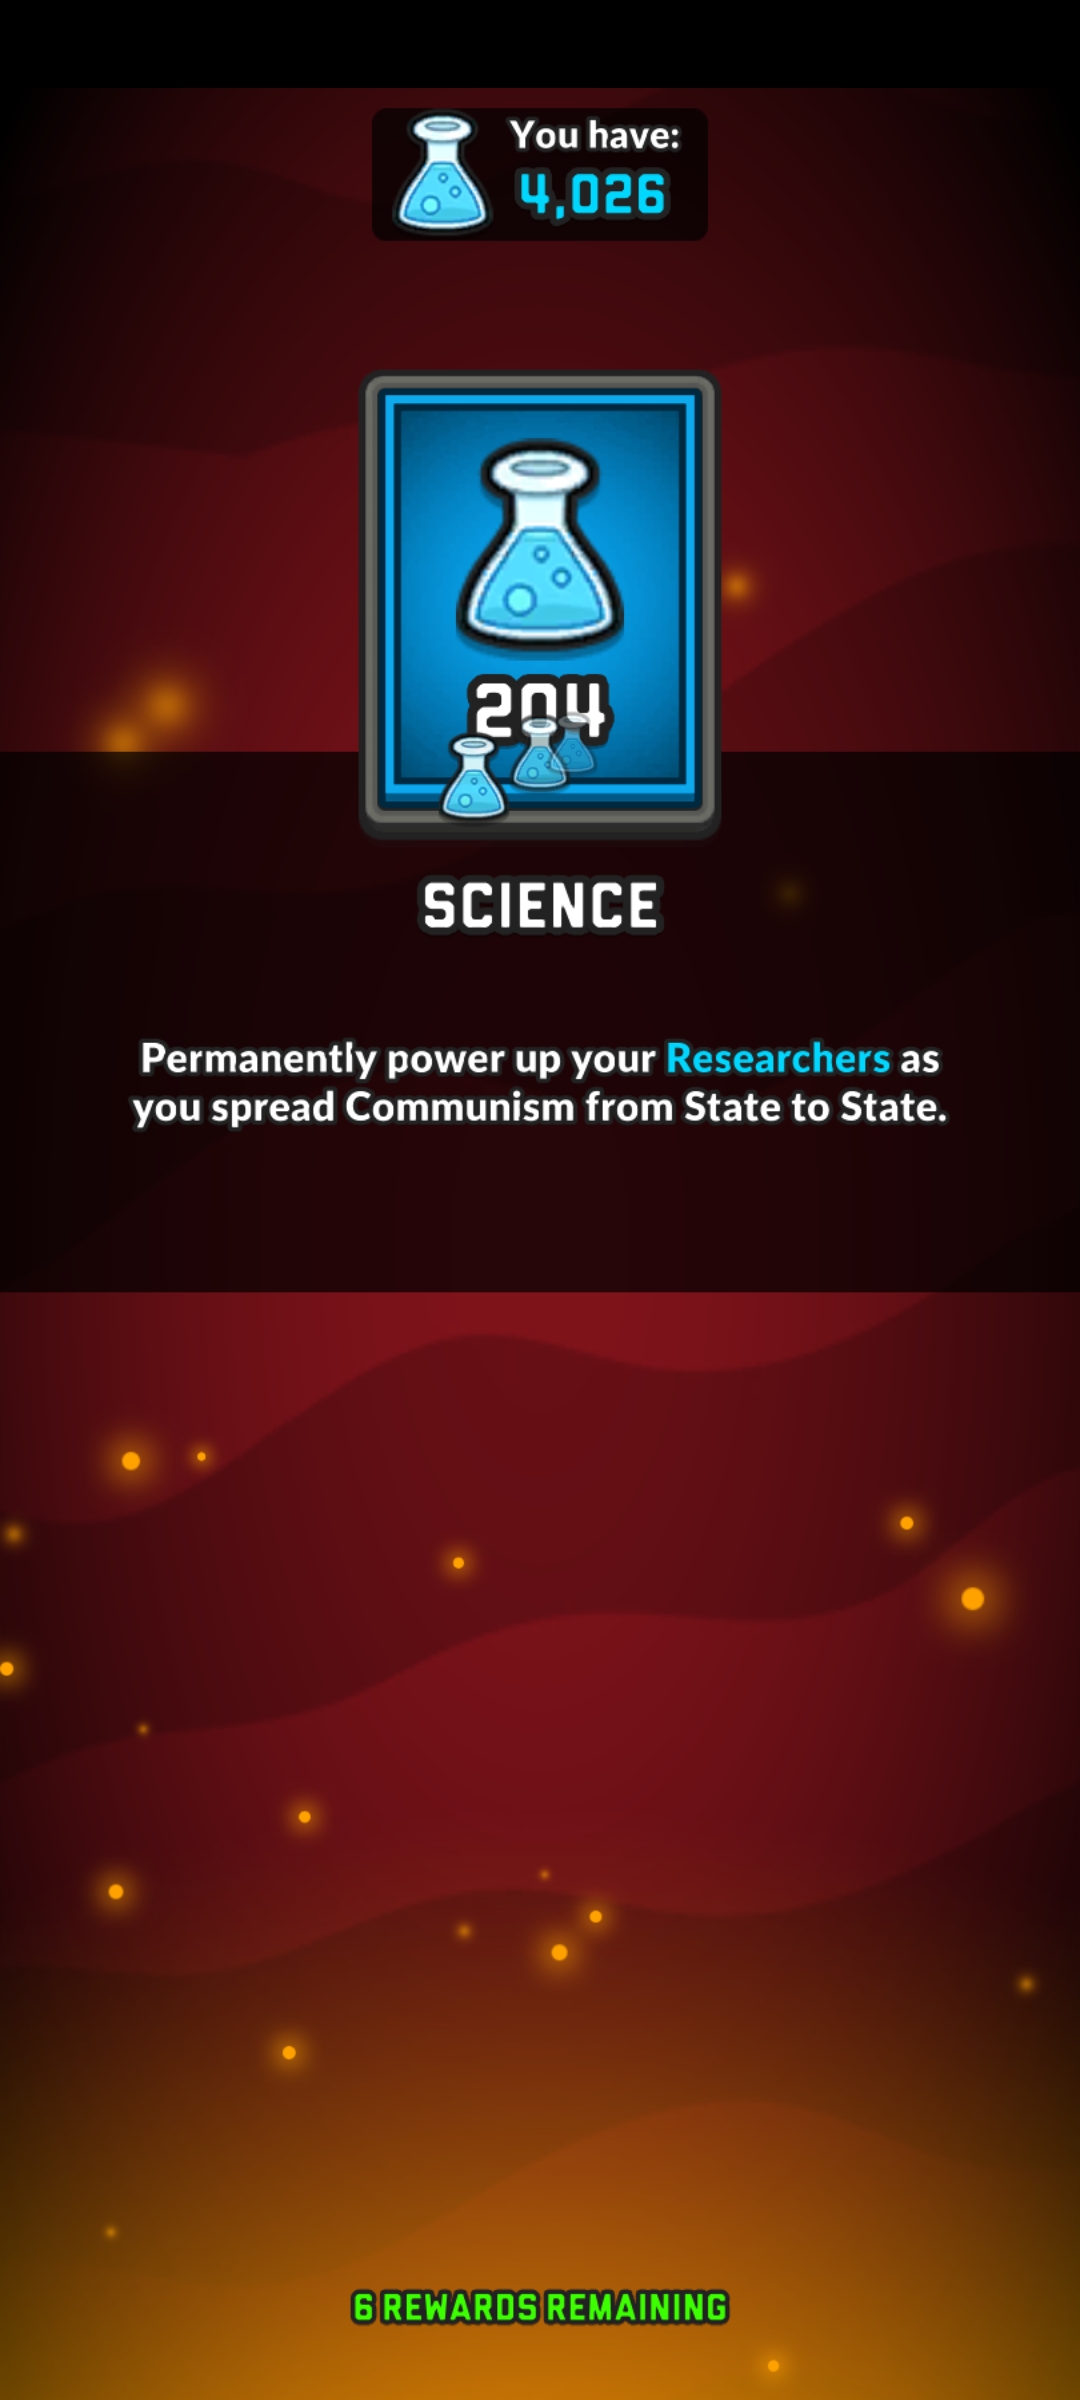 You have:
4,026
204
SCIENCE
Permanently power up your Researchers as
you spread Communism from State to State.
6 REWARDS REMAINING